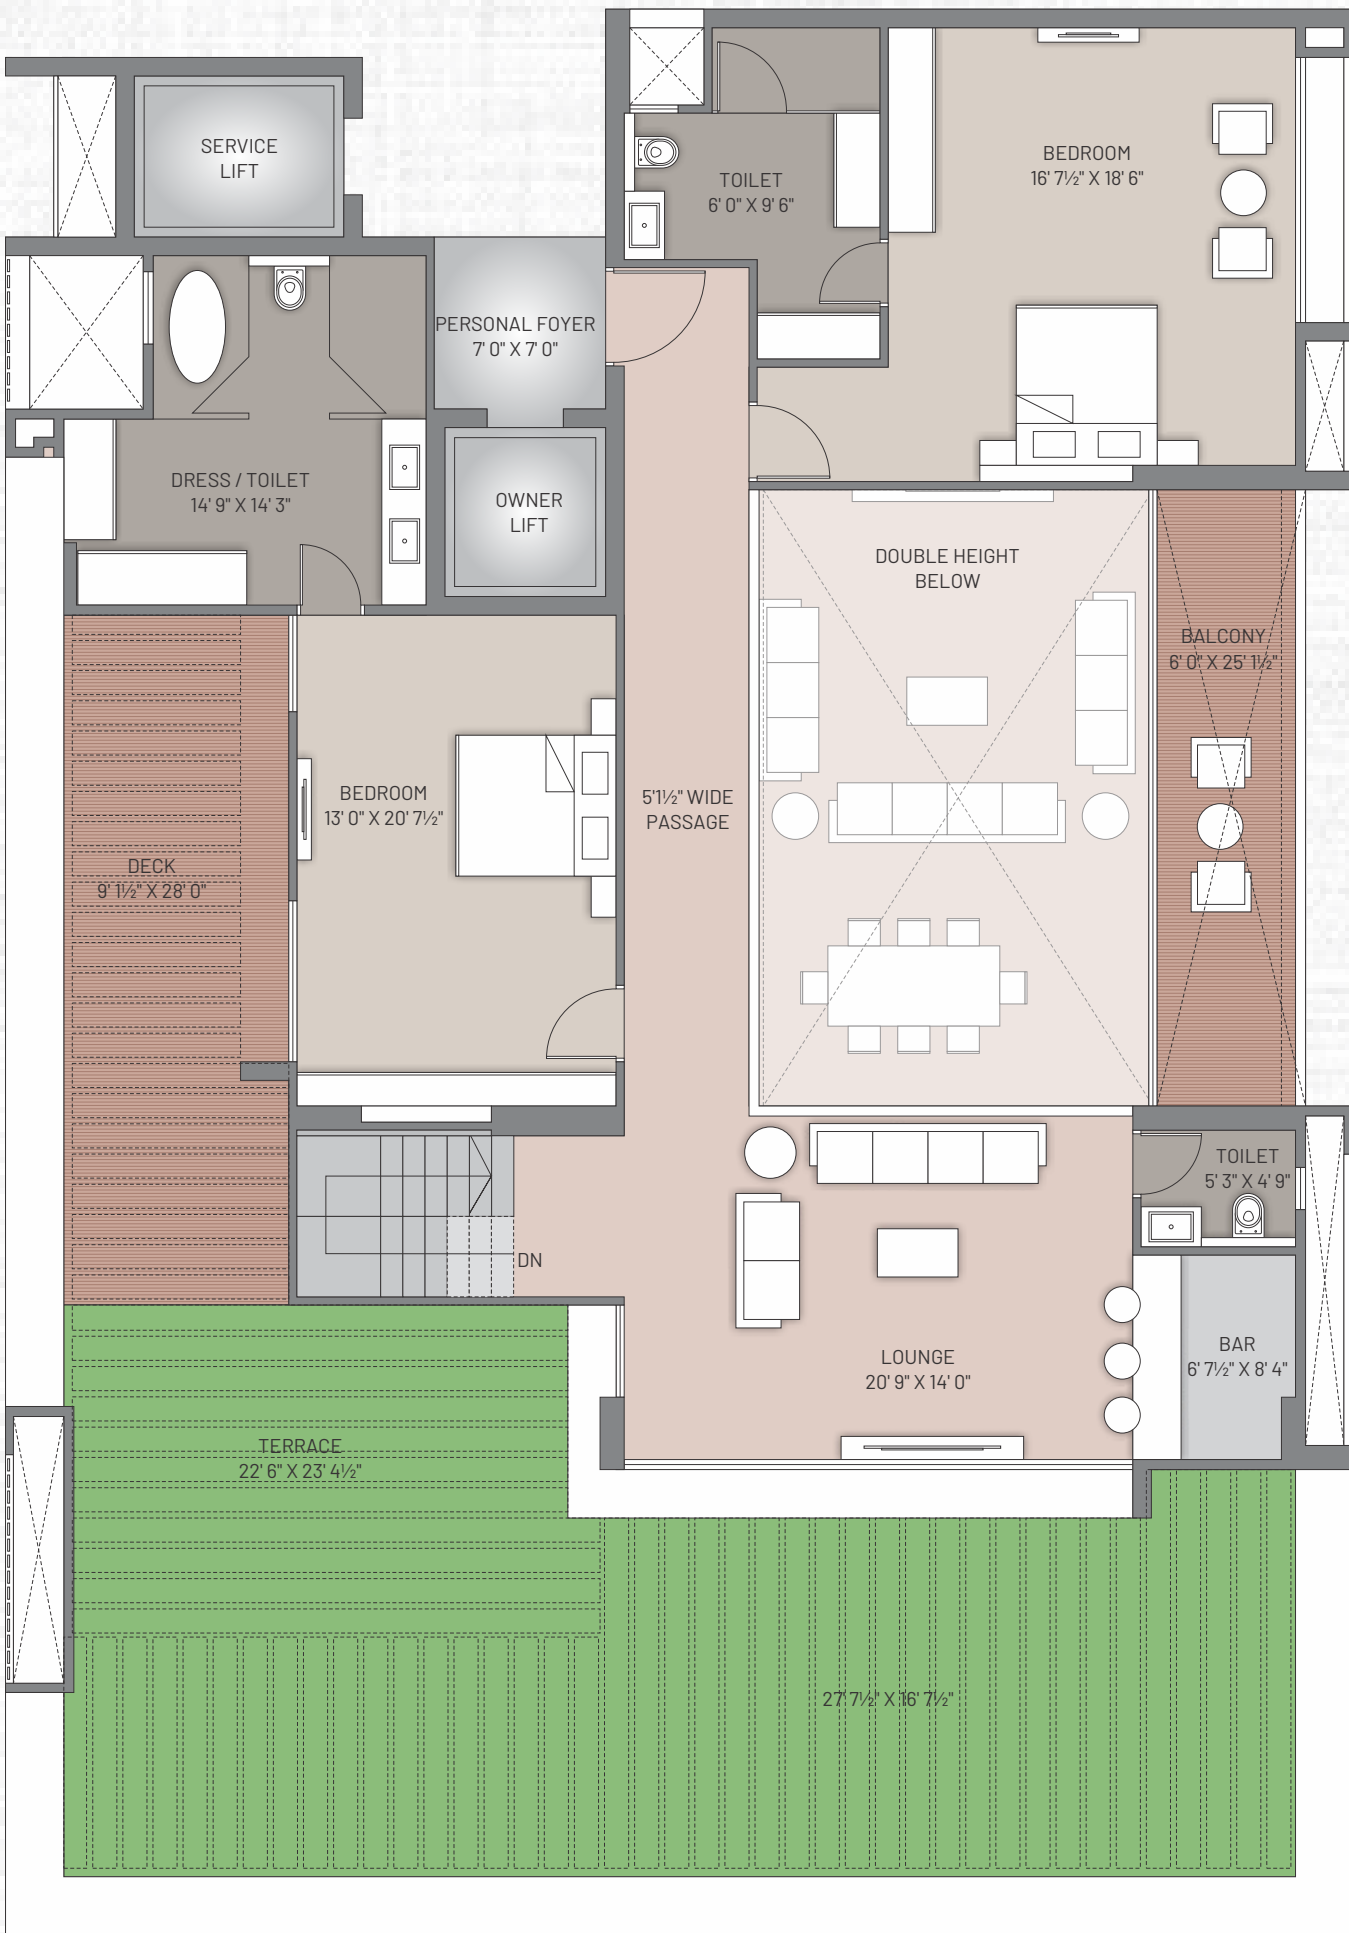 SERVICE
LIFT
TOILET
6' 0" X 9' 6"
BEDROOM
16' 7½" X 18' 6"
PERSONAL FOYER
7' 0" X 7' 0"
DRESS / TOILET
14' 9" X 14' 3"
OWNER
LIFT
DOUBLE HEIGHT
BELOW
BALCONY
6' 0" X 25' 1½"
BEDROOM
13' 0" X 20' 7½"
5'1½" WIDE
PASSAGE
DECK
9' 1½" X 28' 0"
TOILET
5' 3" X 4' 9"
DN
LOUNGE
20' 9" X 14' 0"
BAR
6' 7½" X 8' 4"
TERRACE
22' 6" X 23' 4½"
27' 7½" X 16' 7½"